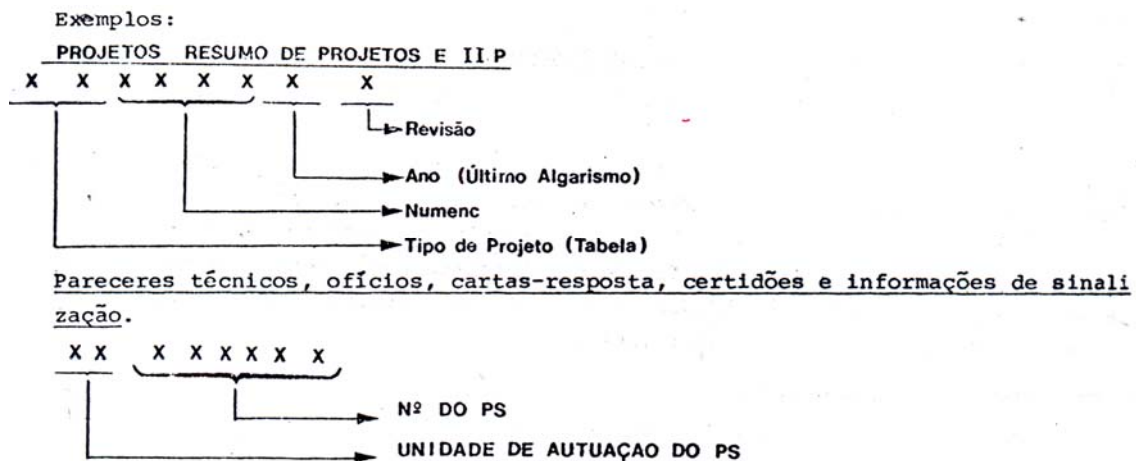 Exemplos:
PROJETOS RESUMO DE PROJETOS E II.P
X X X X X X X X
Revisão
Ano (Último Algarismo)
Numenc
Tipo de Projeto (Tabela)
Pareceres técnicos, ofícios, cartas-resposta, certidões e informações de sinali
zação.
X X X X X X X X
Nº DO PS
UNIDADE DE AUTUAÇAO DO PS